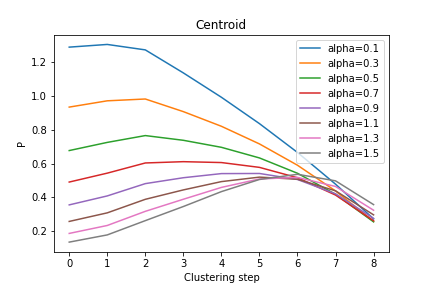 Centroid
P
1.2
1.0
0.8
0.6
0.4
0.2
alpha=0.1
alpha=0.3
alpha=0.5
alpha=0.7
alpha=0.9
alpha=1.1
alpha=1.3
alpha=1.5
0 1 2 3 4 5 6 7 8
Clustering step